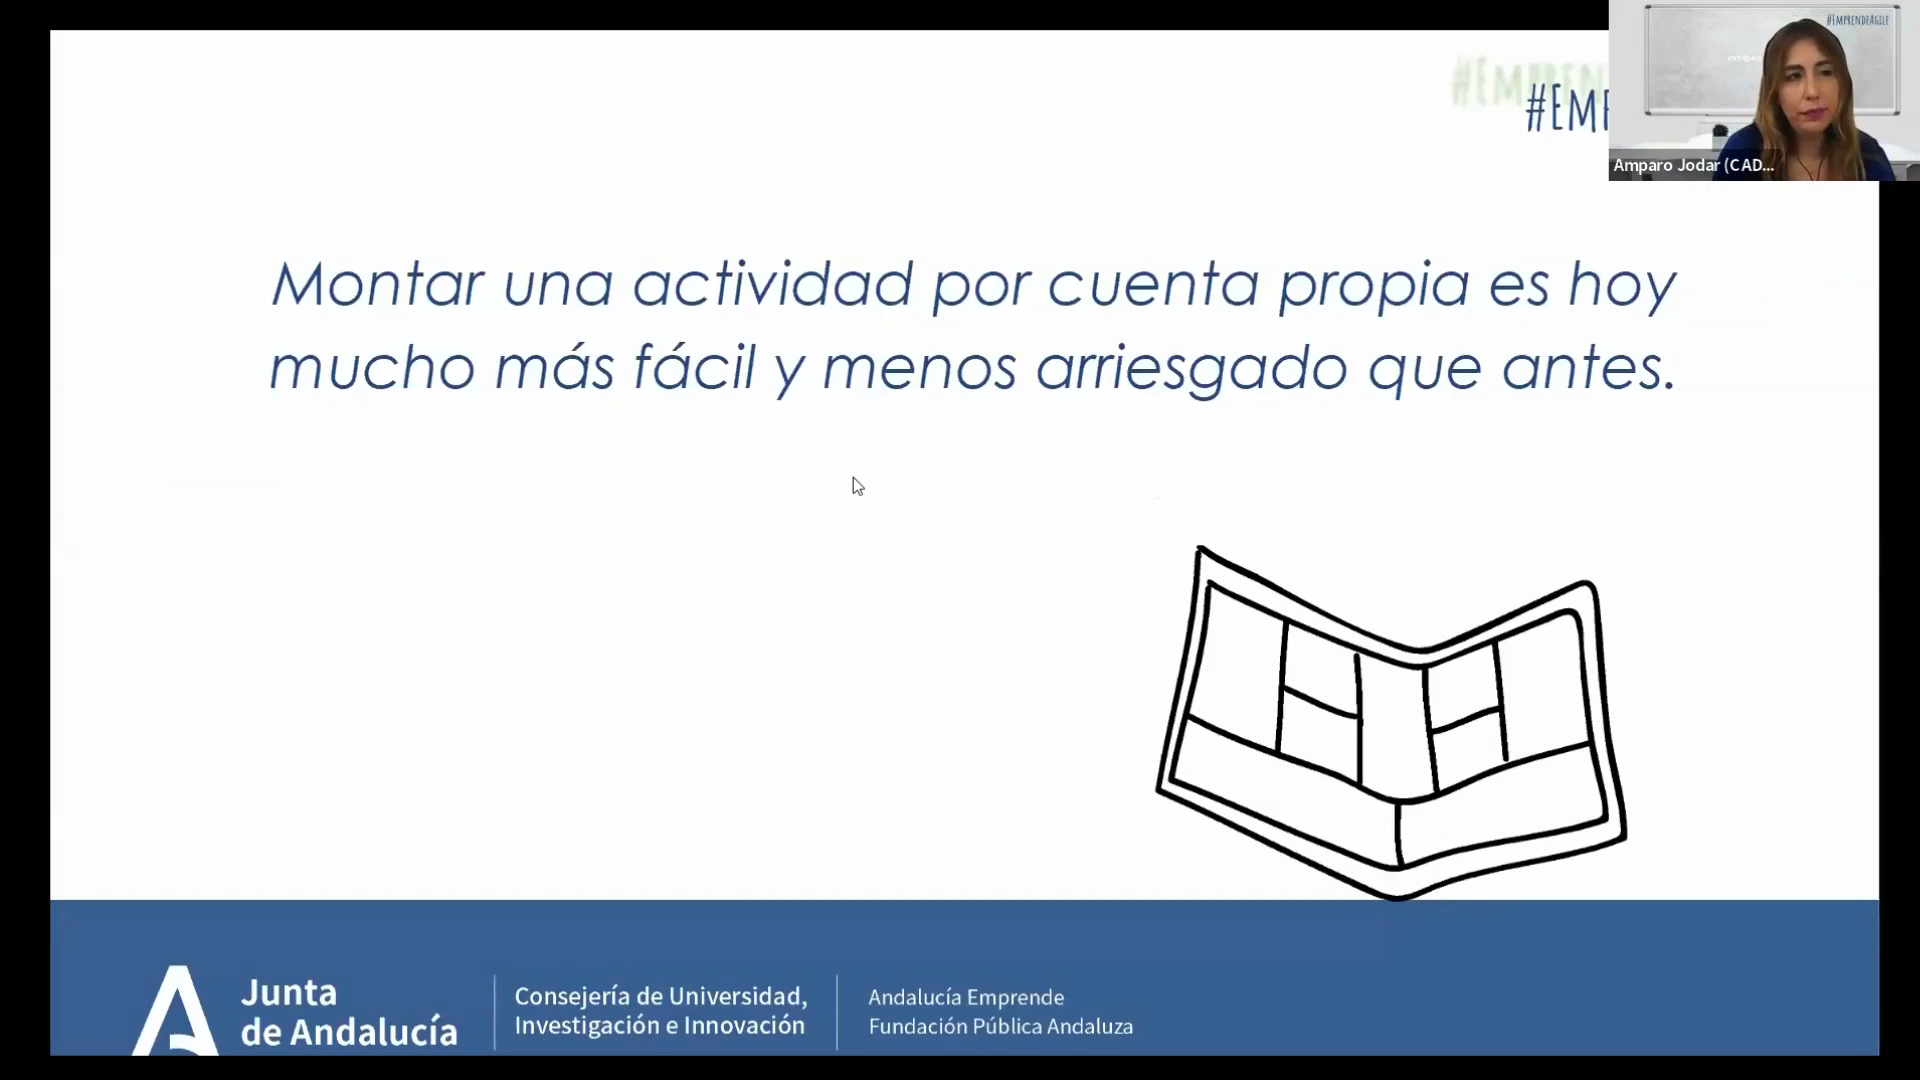 #EMPRENDEAGILE
#EMP
Amparo Jodar (CAD...
Montar una actividad por cuenta propia es hoy
mucho más fácil y menos arriesgado que antes.
Junta
de Andalucía
Consejería de Universidad,
Investigación e Innovación
Andalucía Emprende
Fundación Pública Andaluza